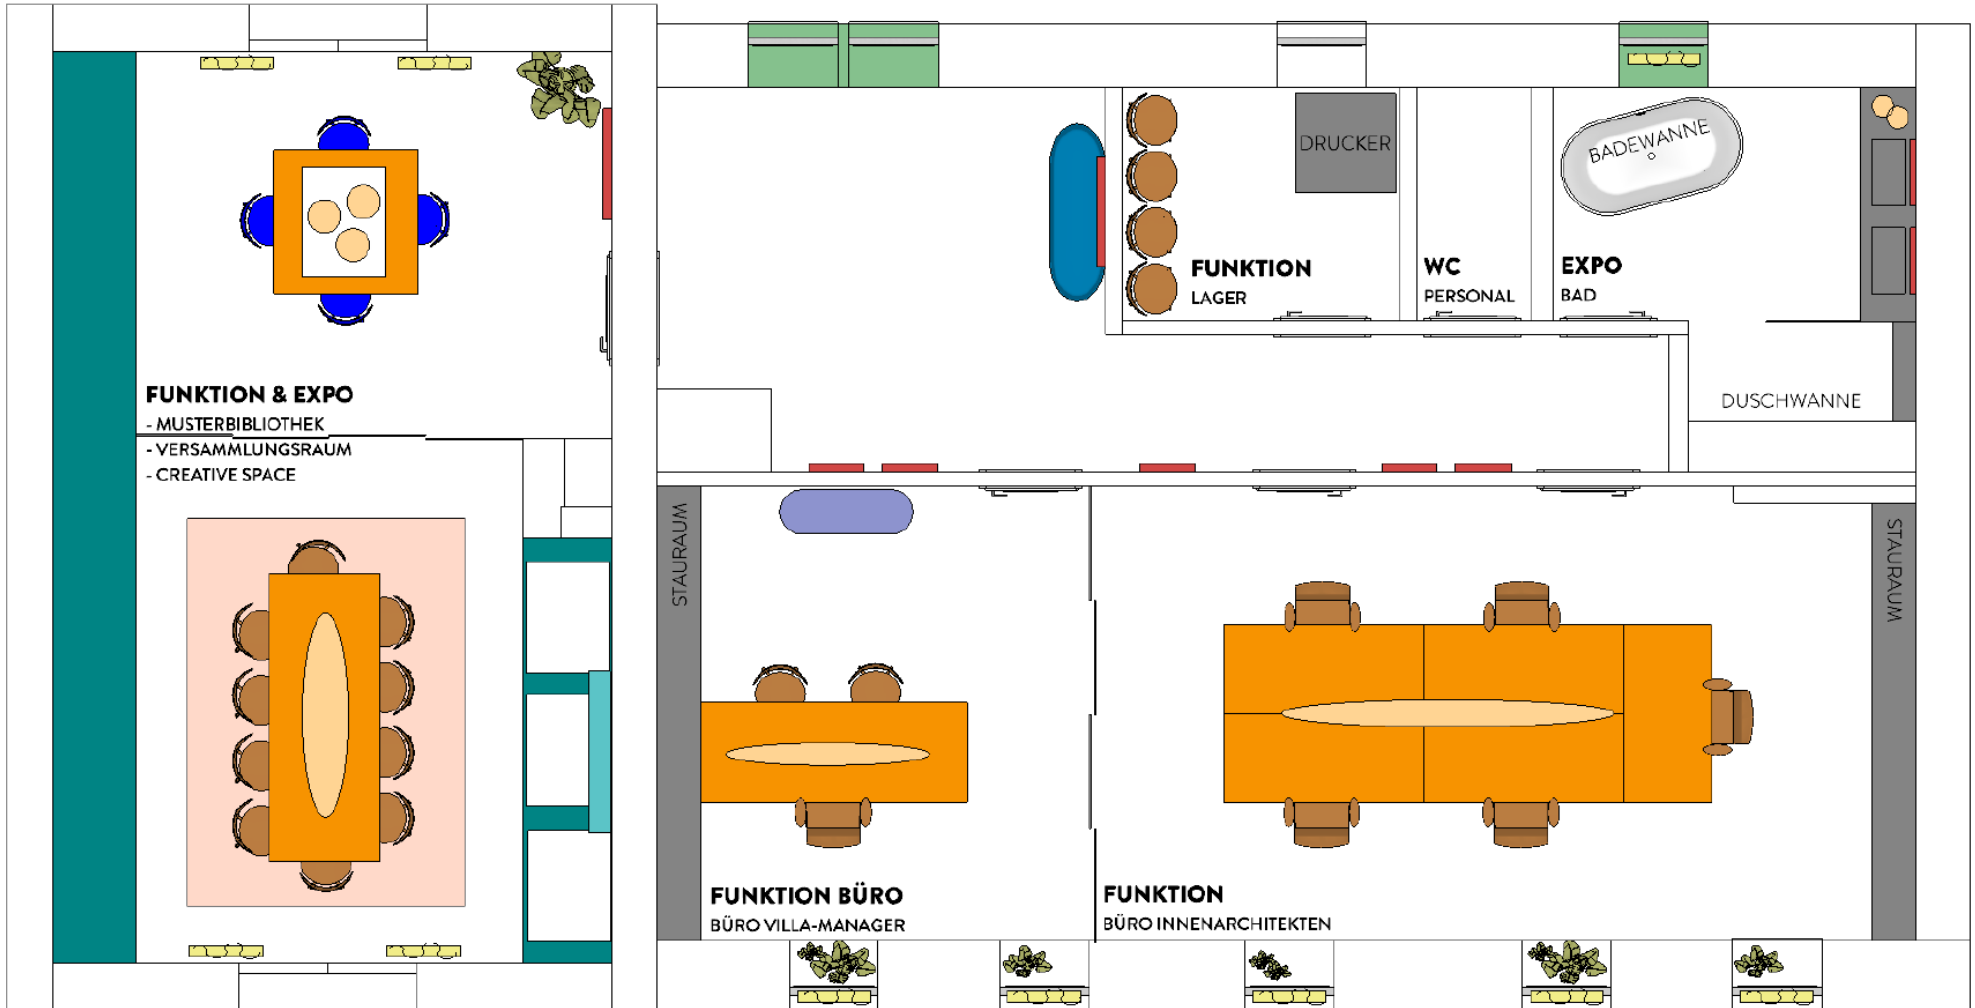 DRUCKER
BADEWANNE
FUNKTION
LAGER
WC
PERSONAL
EXPO
BAD
DUSCHWANNE
FUNKTION & EXPO
- MUSTERBIBLIOTHEK
- VERSAMMLUNGSRAUM
- CREATIVE SPACE
STAURAUM
STAURAUM
FUNKTION BÜRO
BÜRO VILLA-MANAGER
FUNKTION
BÜRO INNENARCHITEKTEN